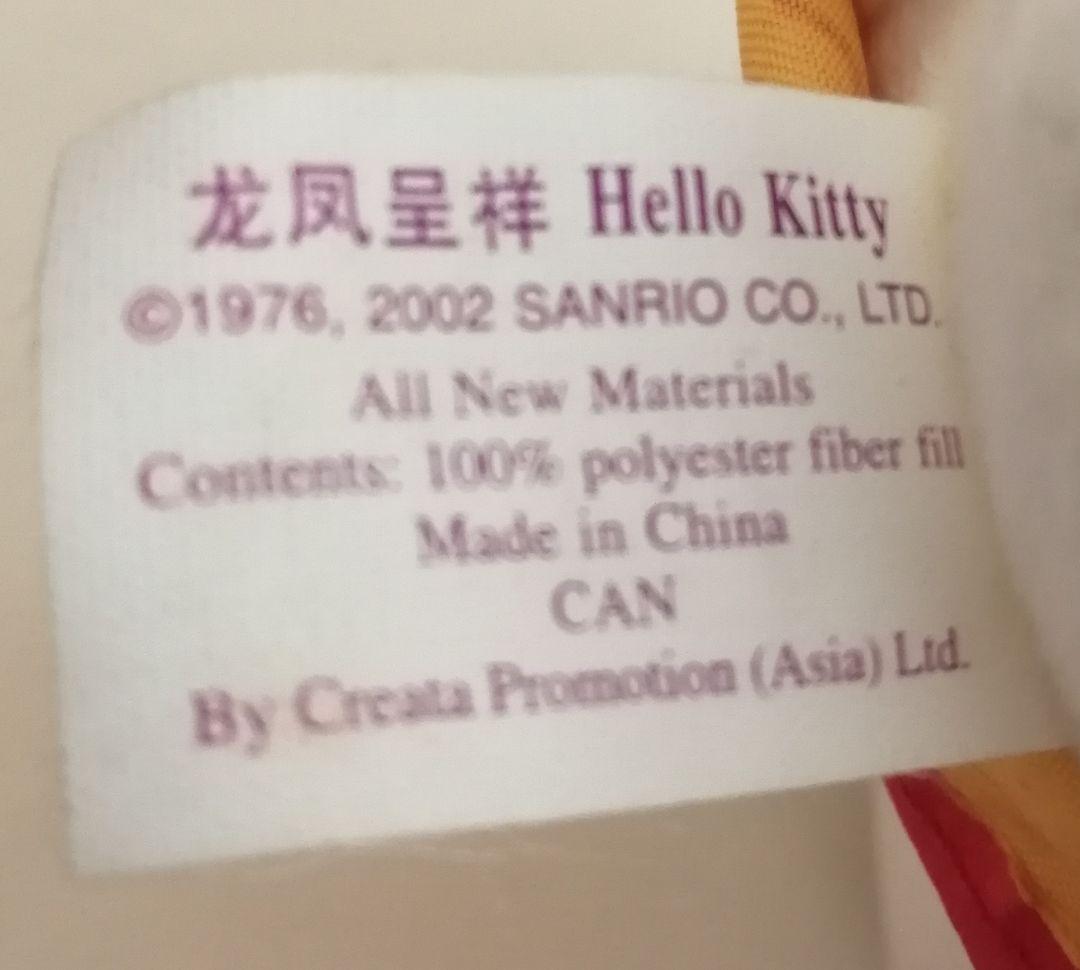 龙凤呈祥 Hello Kitty
©1976, 2002 SANRIO CO., LTD.
All New Materials
Contents: 100% polyester fiber fill
Made in China
CAN
By Creata Promotion (Asia) Ltd.